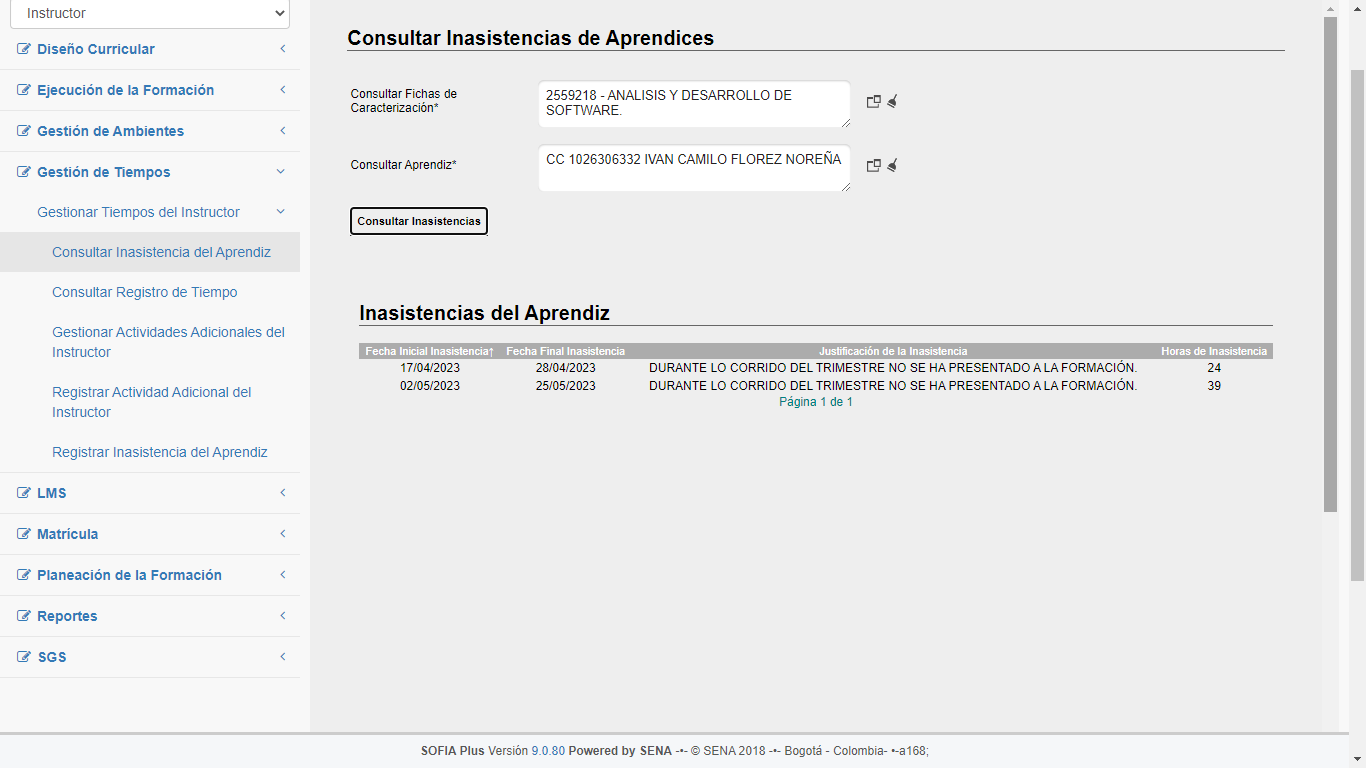 Instructor
Diseño Curricular
Ejecución de la Formación
Gestión de Ambientes
Gestión de Tiempos
Gestionar Tiempos del Instructor
Consultar Inasistencia del Aprendiz
Consultar Registro de Tiempo
Gestionar Actividades Adicionales del
Instructor
Registrar Actividad Adicional del
Instructor
Registrar Inasistencia del Aprendiz
LMS
Matrícula
Planeación de la Formación
Reportes
SGS
Consultar Inasistencias de Aprendices
Consultar Fichas de
Caracterización*
2559218 - ANALISIS Y DESARROLLO DE
SOFTWARE.
Consultar Aprendiz*
CC 1026306332 IVAN CAMILO FLOREZ NOREÑA
Consultar Inasistencias
Inasistencias del Aprendiz
Fecha Inicial Inasistencia↑ Fecha Final Inasistencia Justificación de la Inasistencia Horas de Inasistencia
17/04/2023 28/04/2023 DURANTE LO CORRIDO DEL TRIMESTRE NO SE HA PRESENTADO A LA FORMACIÓN. 24
02/05/2023 25/05/2023 DURANTE LO CORRIDO DEL TRIMESTRE NO SE HA PRESENTADO A LA FORMACIÓN. 39
Página 1 de 1
SOFIA Plus Versión 9.0.80 Powered by SENA -•- © SENA 2018 -•- Bogotá - Colombia- •-a168;